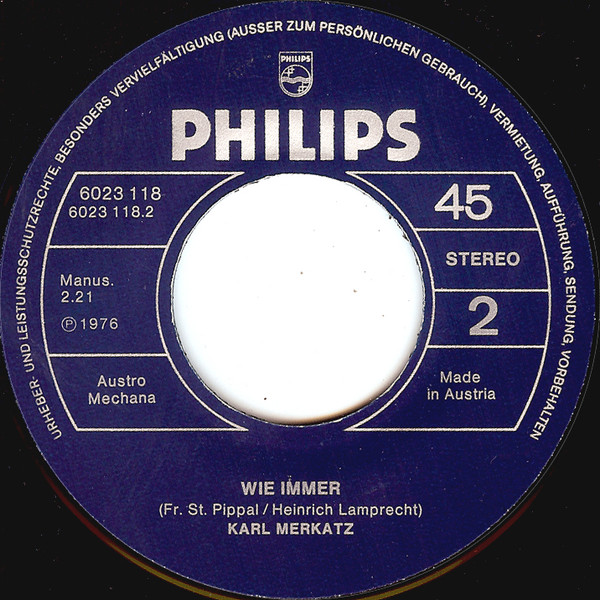 URHEBER- UND LEISTUNGSSCHUTZRECHTE, BESONDERS VERVIELFÄLTIGUNG (AUSSER ZUM PERSÖNLICHEN GEBRAUCH), VERMIETUNG, AUFFÜHRUNG, SENDUNG, VORBEHALTEN
PHILIPS
PHILIPS
6023 118
6023 118.2
45
STEREO
Manus.
2.21
Ⓟ 1976
2
Austro
Mechana
Made
in Austria
WIE IMMER
(Fr. St. Pippal / Heinrich Lamprecht)
KARL MERKATZ